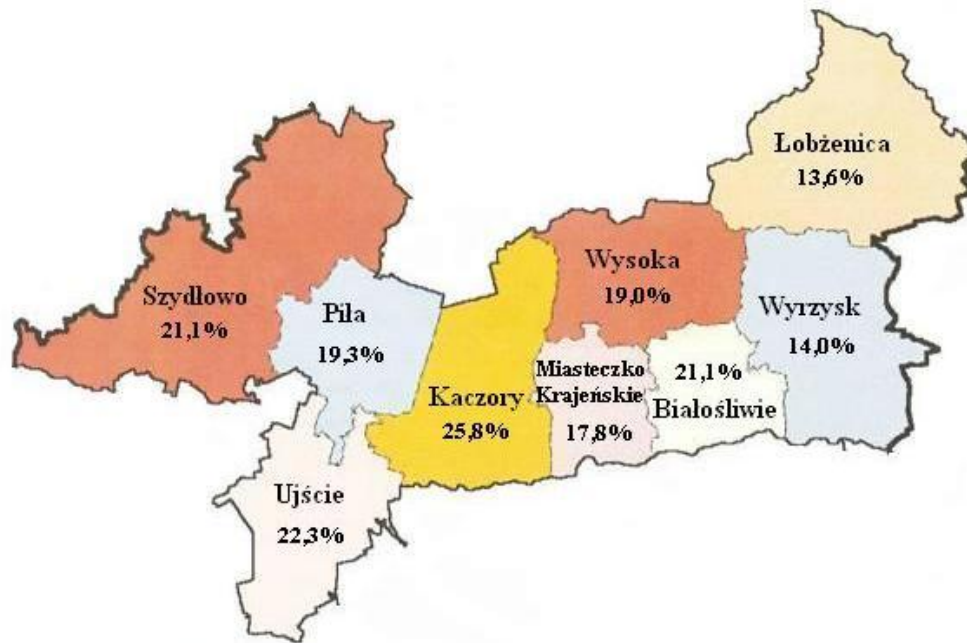 Łobżenica
13,6%
Wysoka
19,0%
Szydłowo
21,1%
Piła
19,3%
Wyrzysk
14,0%
Miasteczko
Krajeńskie
17,8%
21,1%
Białośliwie
Kaczory
25,8%
Ujście
22,3%